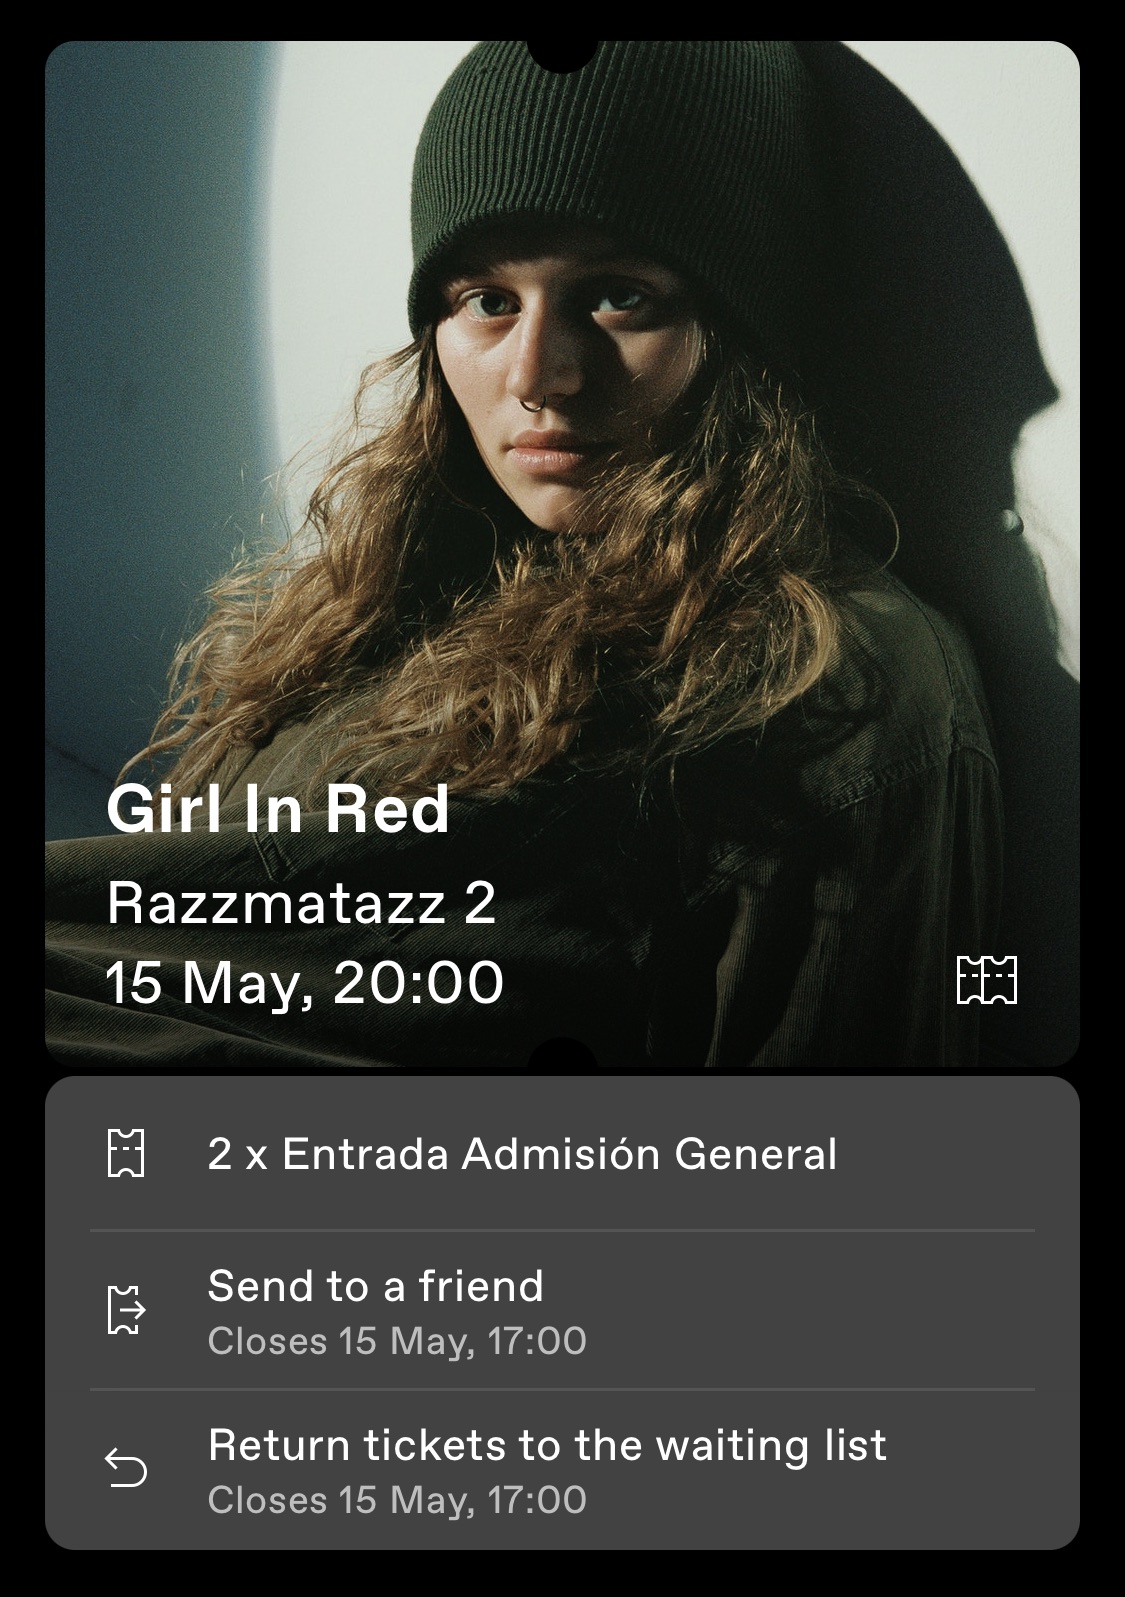 Girl In Red
Razzmatazz 2
15 May, 20:00
2 x Entrada Admisión General
Send to a friend
Closes 15 May, 17:00
Return tickets to the waiting list
Closes 15 May, 17:00